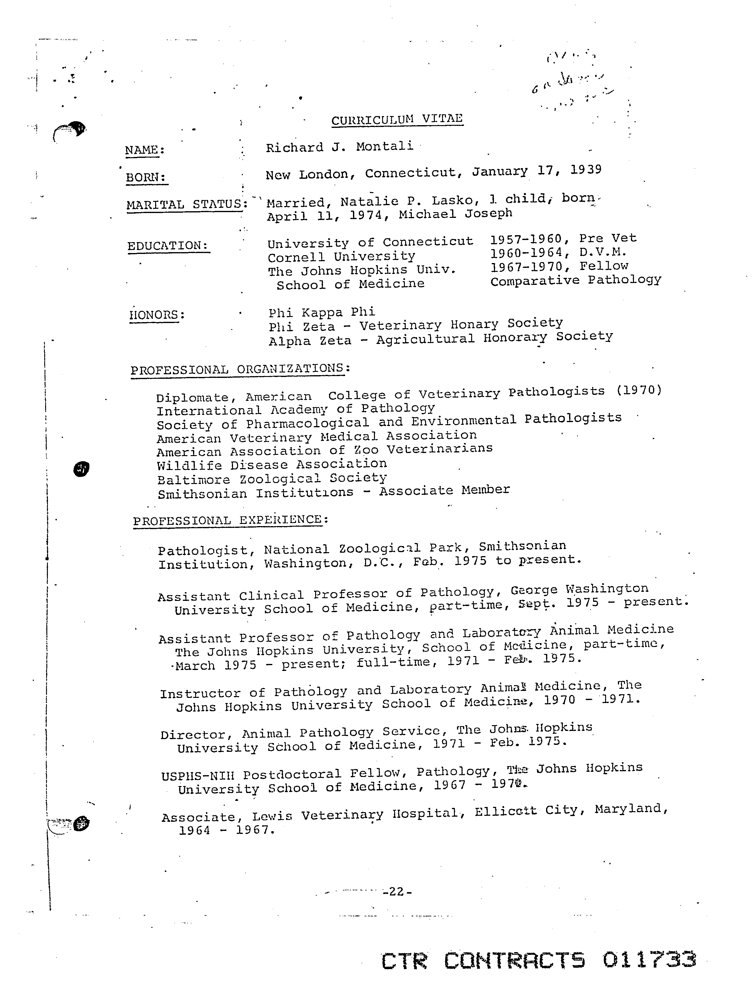 CURRICULUM VITAE
NAME: Richard J. Montali
BORN: New London, Connecticut, January 17, 1939
MARITAL STATUS: Married, Natalie P. Lasko, 1 child, born
April 11, 1974, Michael Joseph
EDUCATION: University of Connecticut 1957-1960, Pre Vet
Cornell University 1960-1964, D.V.M.
The Johns Hopkins Univ. 1967-1970, Fellow
School of Medicine Comparative Pathology
HONORS: Phi Kappa Phi
Phi Zeta - Veterinary Honary Society
Alpha Zeta - Agricultural Honorary Society
PROFESSIONAL ORGANIZATIONS:
Diplomate, American College of Veterinary Pathologists (1970)
International Academy of Pathology
Society of Pharmacological and Environmental Pathologists
American Veterinary Medical Association
American Association of Zoo Veterinarians
Wildlife Disease Association
Baltimore Zoological Society
Smithsonian Institutions - Associate Member
PROFESSIONAL EXPERIENCE:
Pathologist, National Zoological Park, Smithsonian
Institution, Washington, D.C., Feb. 1975 to present.
Assistant Clinical Professor of Pathology, George Washington
University School of Medicine, part-time, Sept. 1975 - present.
Assistant Professor of Pathology and Laboratory Animal Medicine
The Johns Hopkins University, School of Medicine, part-time,
March 1975 - present; full-time, 1971 - Feb. 1975.
Instructor of Pathology and Laboratory Animal Medicine, The
Johns Hopkins University School of Medicine, 1970 - 1971.
Director, Animal Pathology Service, The Johns Hopkins
University School of Medicine, 1971 - Feb. 1975.
USPHS-NIH Postdoctoral Fellow, Pathology, The Johns Hopkins
University School of Medicine, 1967 - 1970.
Associate, Lewis Veterinary Hospital, Ellicott City, Maryland,
1964 - 1967.
-22-
CTR CONTRACTS 011733